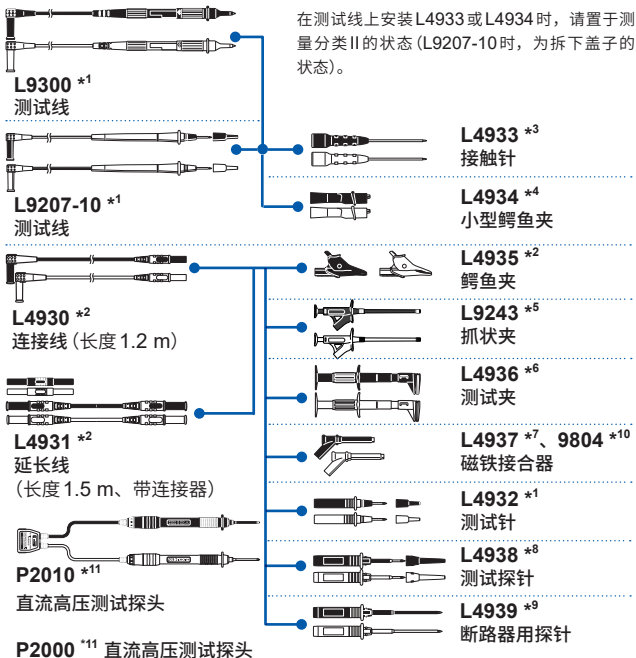 在测试线上安装L4933或L4934时，请置于测
量分类II的状态（L9207-10时，为拆下盖子的
状态）。
L9300 *1
测试线
L9207-10 *1
测试线
L4933 *3
接触针
L4934 *4
小型鳄鱼夹
L4930 *2
连接线（长度1.2 m）
L4931 *2
延长线
（长度1.5 m、带连接器）
P2010 *11
直流高压测试探头
P2000 *11 直流高压测试探头
L4935 *2
鳄鱼夹
L9243 *5
抓状夹
L4936 *6
测试夹
L4937 *7、9804 *10
磁铁接合器
L4932 *1
测试针
L4938 *8
测试探针
L4939 *9
断路器用探针